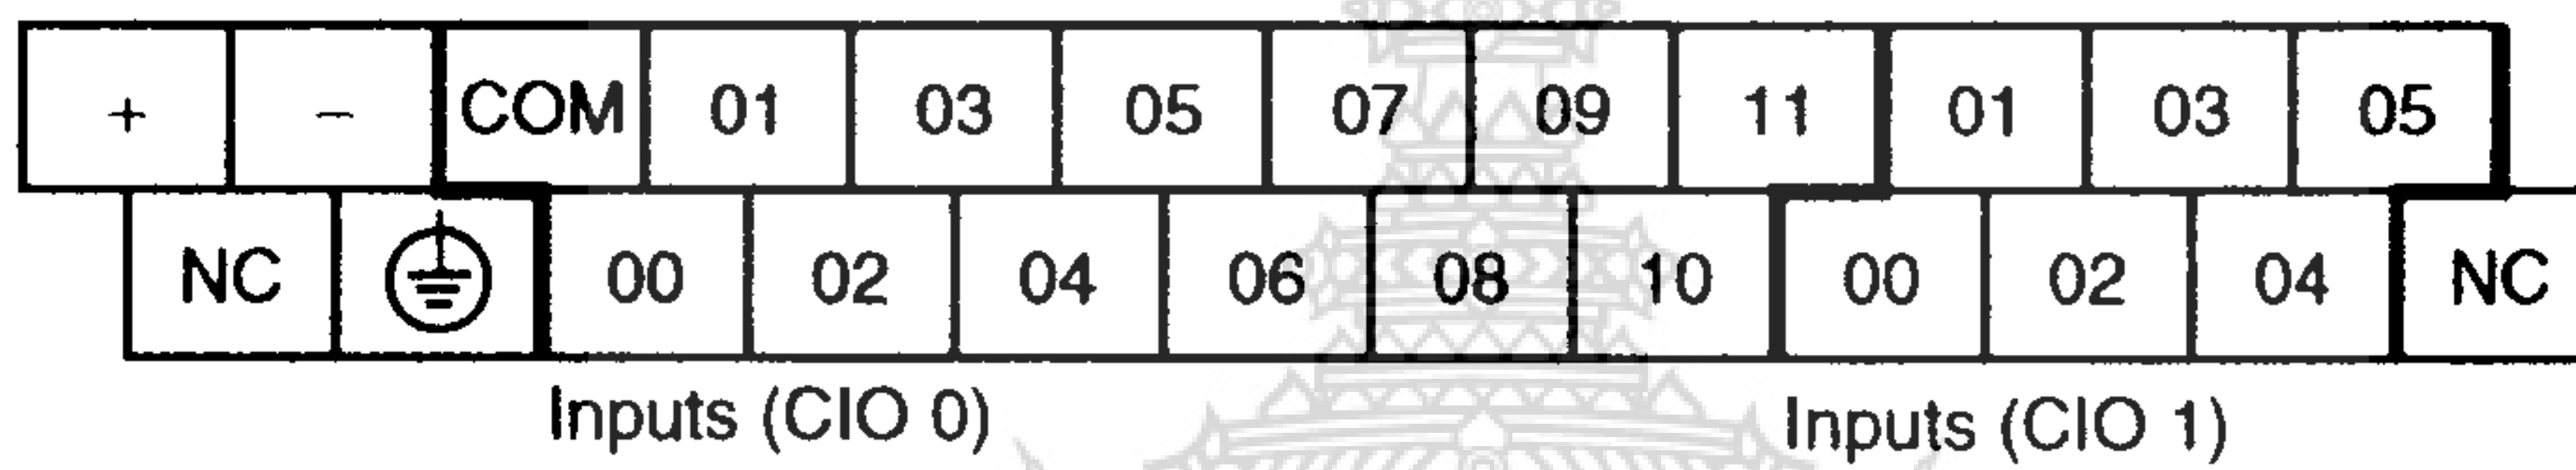 + − COM 01 03 05 07 09 11 01 03 05
NC 00 02 04 06 08 10 00 02 04 NC
Inputs (CIO 0) Inputs (CIO 1)